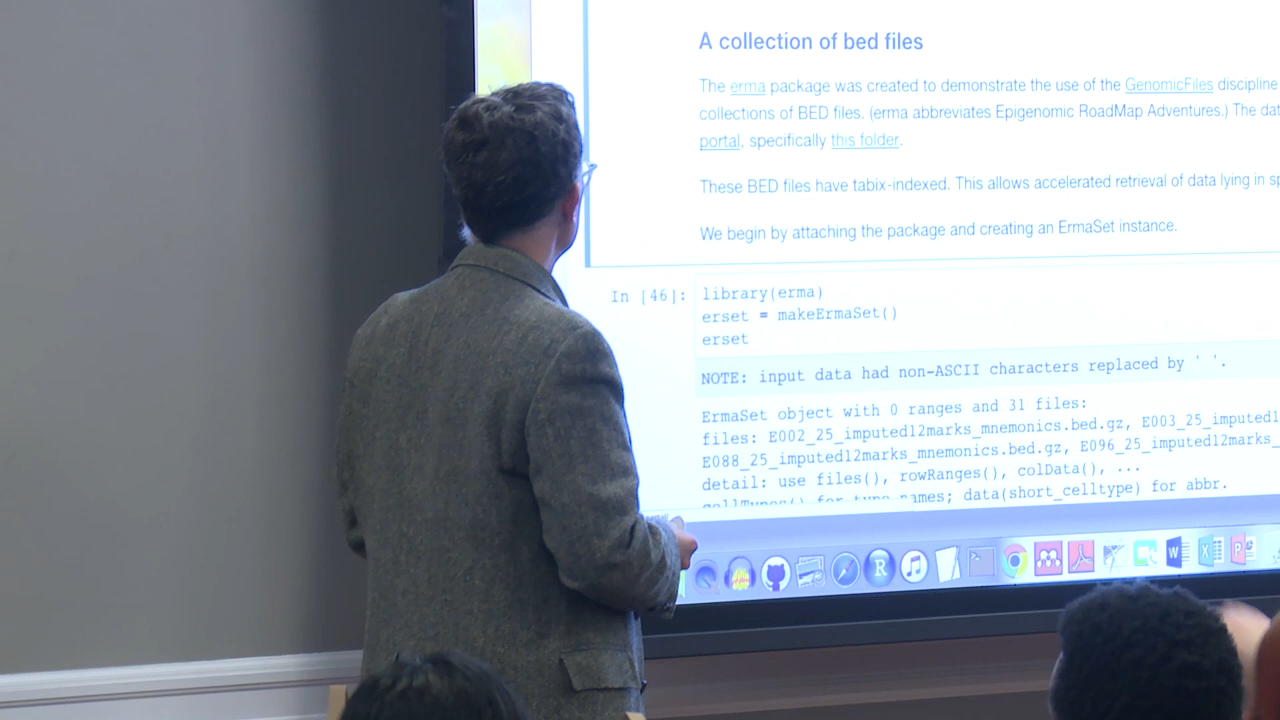 A collection of bed files
The erma package was created to demonstrate the use of the GenomicFiles discipline
collections of BED files. (erma abbreviates Epigenomic RoadMap Adventures.) The dat
portal, specifically this folder.
These BED files have tabix-indexed. This allows accelerated retrieval of data lying in sp
We begin by attaching the package and creating an ErmaSet instance.
In [46]: library(erma)
erset = makeErmaSet()
erset
NOTE: input data had non-ASCII characters replaced by ' '.
ErmaSet object with 0 ranges and 31 files:
files: E002_25_imputed12marks_mnemonics.bed.gz, E003_25_imputed1
E088_25_imputed12marks_mnemonics.bed.gz, E096_25_imputed12marks_
detail: use files(), rowRanges(), colData(), ...
cellTypes() for type names; data(short_celltype) for abbr.
R W X P